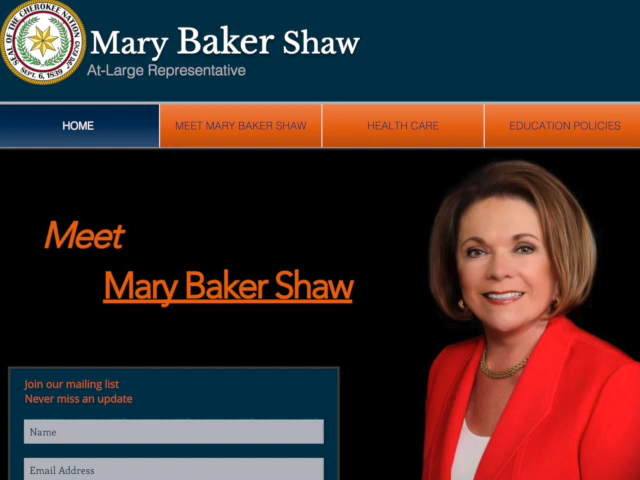 SEAL OF THE CHEROKEE NATION
SEPT. 6, 1839
Mary Baker Shaw
At-Large Representative
HOME
MEET MARY BAKER SHAW
HEALTH CARE
EDUCATION POLICIES
Meet
Mary Baker Shaw
Join our mailing list
Never miss an update
Name
Email Address